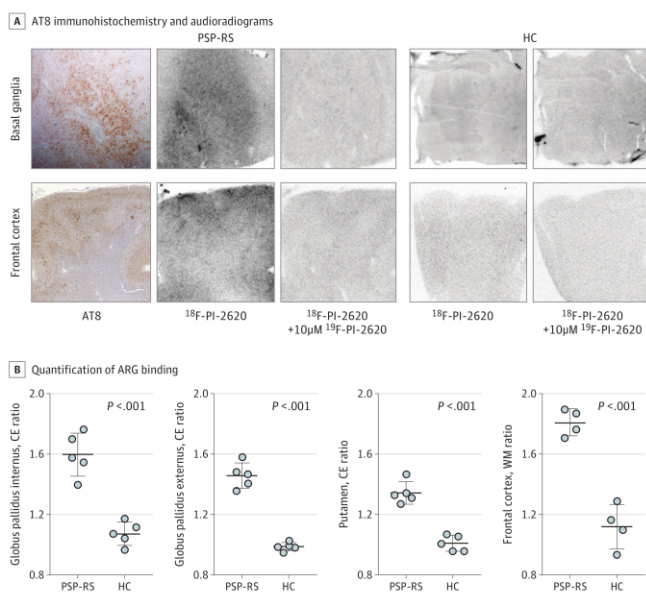 A AT8 immunohistochemistry and audioradiograms
PSP-RS
HC
Basal ganglia
Frontal cortex
AT8
18F-PI-2620
18F-PI-2620
+10μM 19F-PI-2620
18F-PI-2620
18F-PI-2620
+10μM 19F-PI-2620
B Quantification of ARG binding
Globus pallidus internus, CE ratio
2.0
1.6
1.2
0.8
P <.001
PSP-RS HC
Globus pallidus externus, CE ratio
2.0
1.6
1.2
0.8
P <.001
PSP-RS HC
Putamen, CE ratio
2.0
1.6
1.2
0.8
P <.001
PSP-RS HC
Frontal cortex, WM ratio
2.0
1.6
1.2
0.8
P <.001
PSP-RS HC